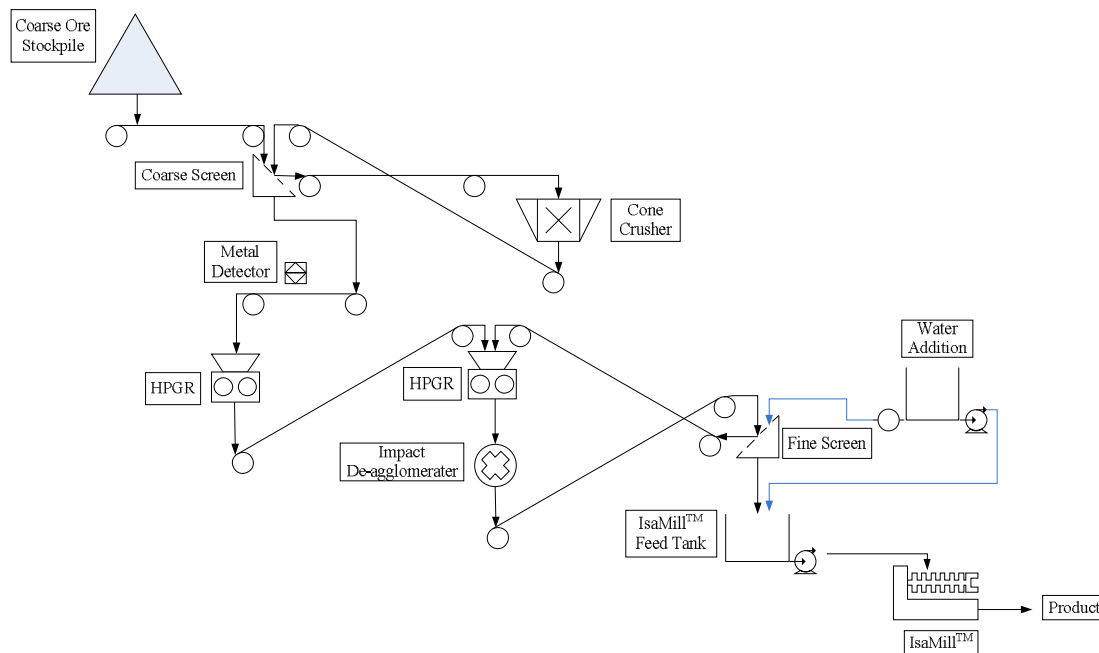 Coarse Ore
Stockpile
Coarse Screen
Cone
Crusher
Metal
Detector
Water
Addition
HPGR
HPGR
Impact
De-agglomerater
Fine Screen
IsaMill™
Feed Tank
Product
IsaMill™